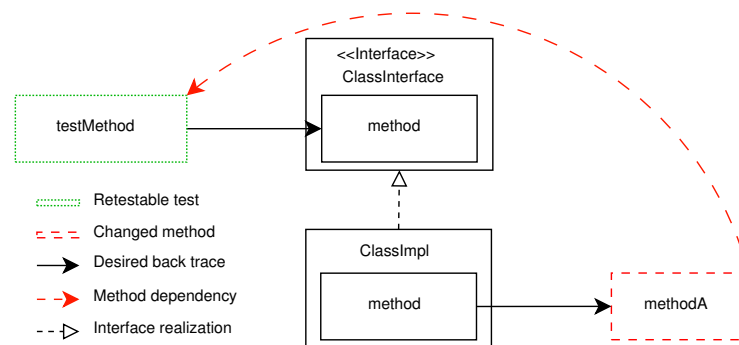 <<Interface>>
ClassInterface
testMethod
method
Retestable test
Changed method
Desired back trace
Method dependency
Interface realization
ClassImpl
method
methodA